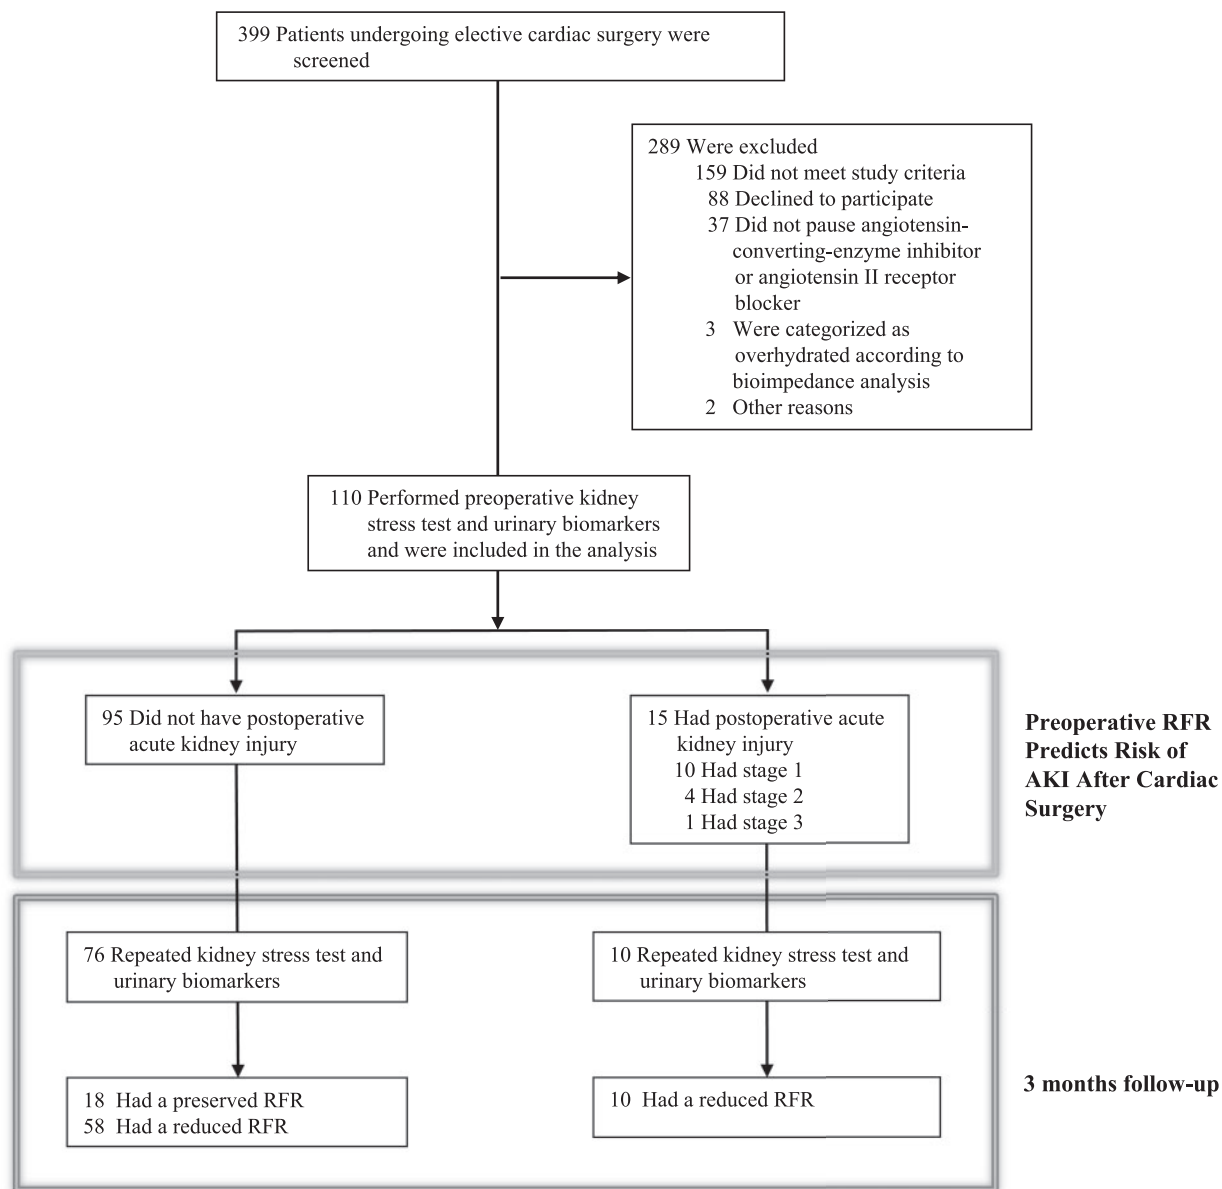 399 Patients undergoing elective cardiac surgery were
screened
289 Were excluded
159 Did not meet study criteria
88 Declined to participate
37 Did not pause angiotensin-
converting-enzyme inhibitor
or angiotensin II receptor
blocker
3 Were categorized as
overhydrated according to
bioimpedance analysis
2 Other reasons
110 Performed preoperative kidney
stress test and urinary biomarkers
and were included in the analysis
95 Did not have postoperative
acute kidney injury
15 Had postoperative acute
kidney injury
10 Had stage 1
4 Had stage 2
1 Had stage 3
Preoperative RFR
Predicts Risk of
AKI After Cardiac
Surgery
76 Repeated kidney stress test and
urinary biomarkers
10 Repeated kidney stress test and
urinary biomarkers
18 Had a preserved RFR
58 Had a reduced RFR
10 Had a reduced RFR
3 months follow-up